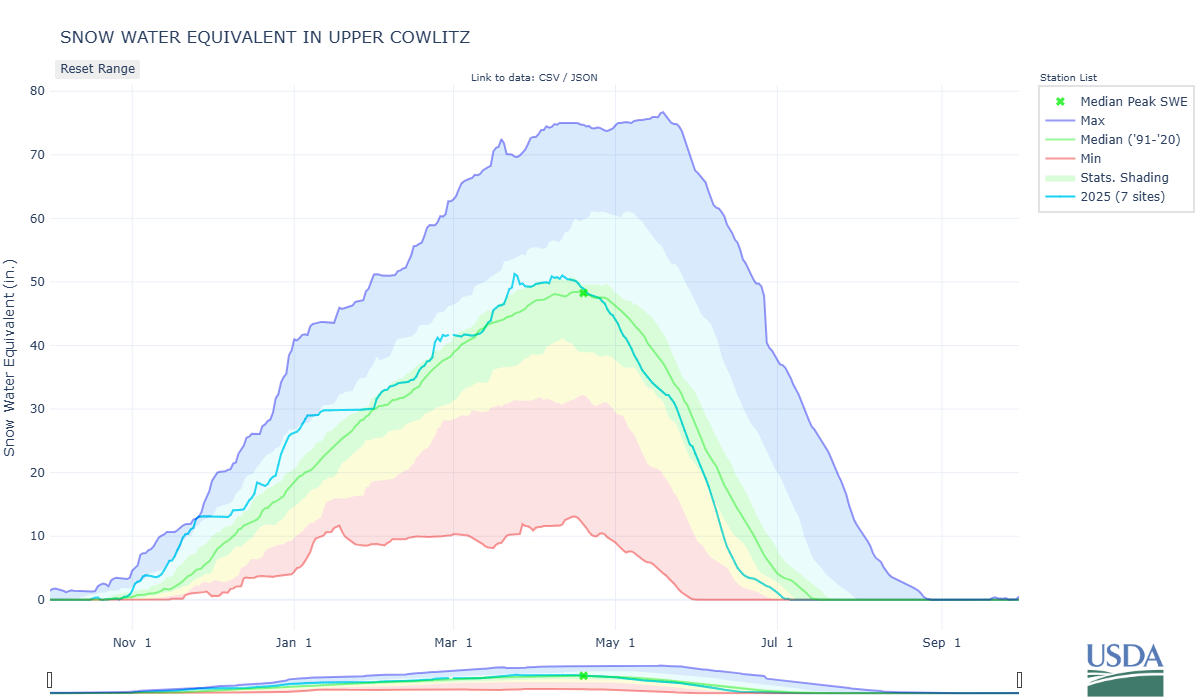 SNOW WATER EQUIVALENT IN UPPER COWLITZ
Reset Range
Link to data: CSV / JSON
Station List
Median Peak SWE
Max
Median ('91-'20)
Min
Stats. Shading
2025 (7 sites)
Snow Water Equivalent (in.)
80
70
60
50
40
30
20
10
0
Nov 1 Jan 1 Mar 1 May 1 Jul 1 Sep 1
USDA